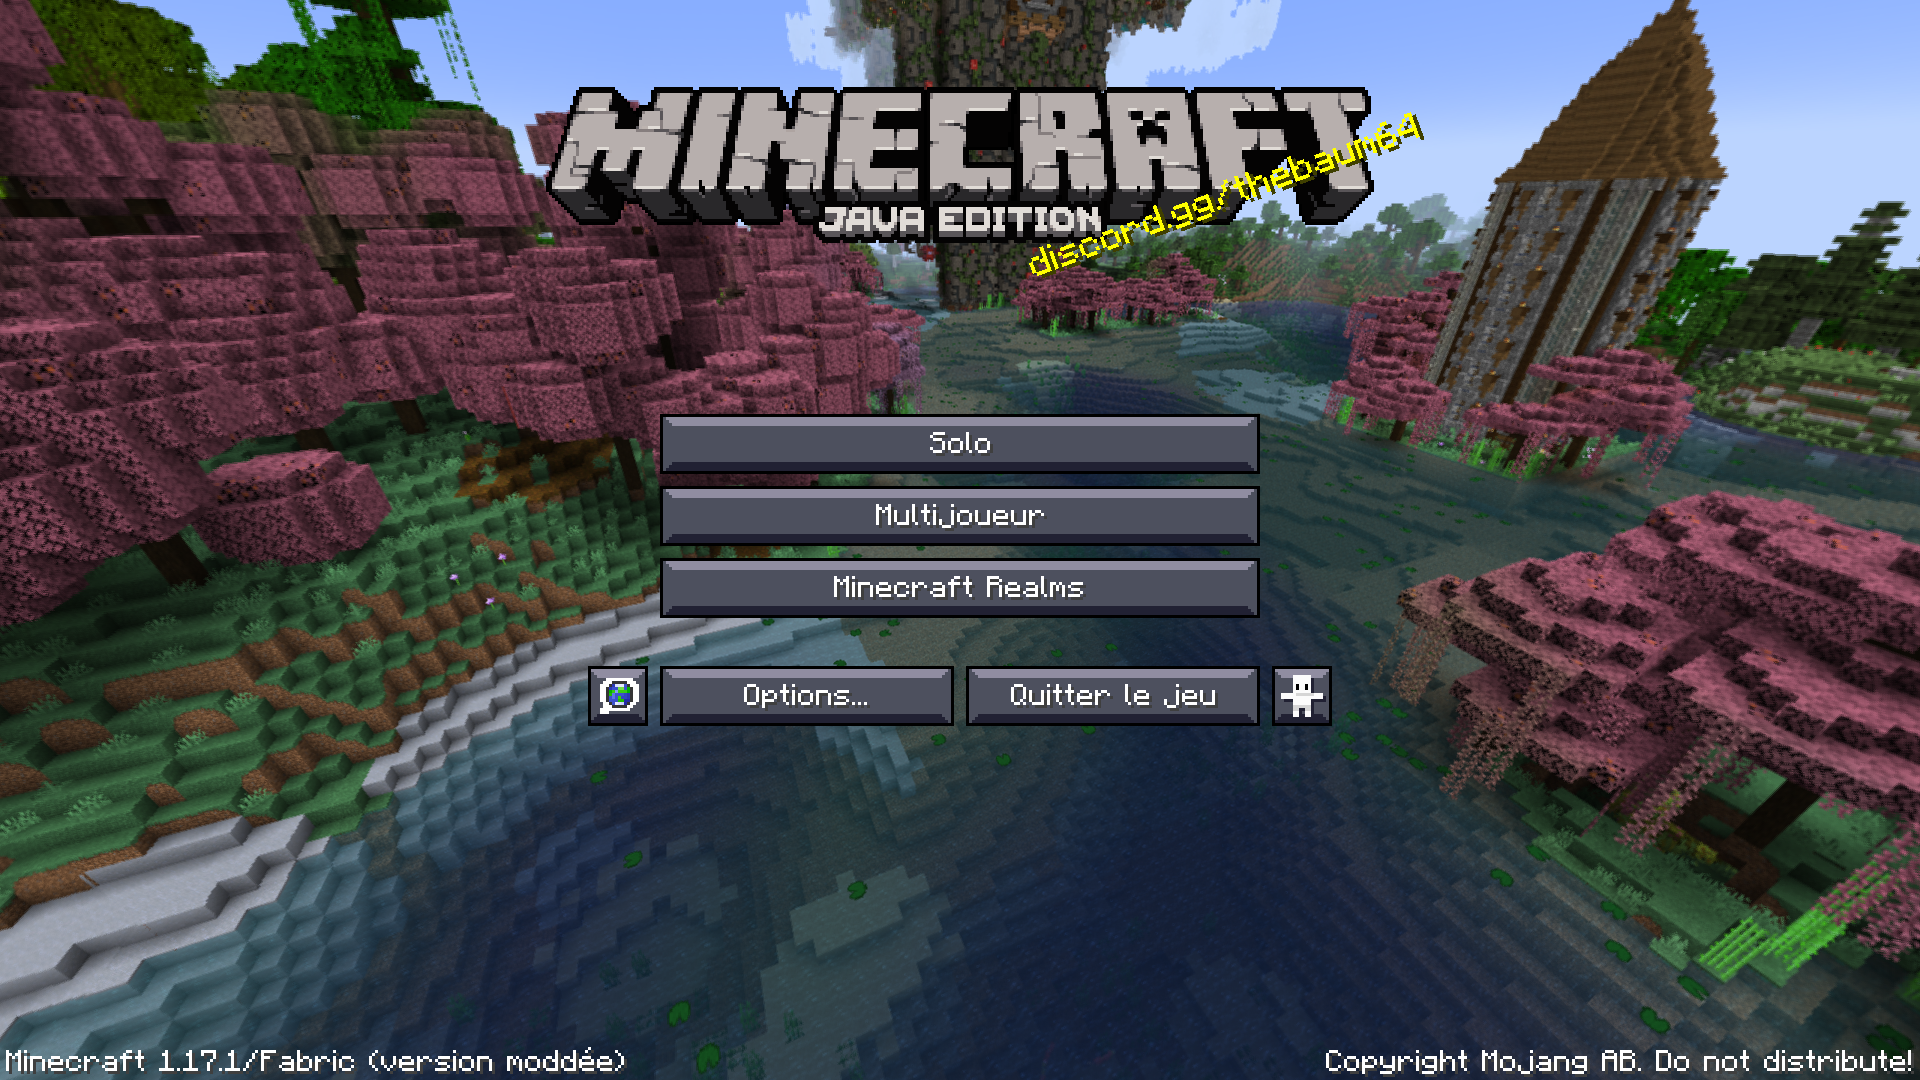 MINECRAFT
JAVA EDITION
discord.gg/thebaum64
Solo
Multijoueur
Minecraft Realms
Options...
Quitter le jeu
Minecraft 1.17.1/Fabric (version moddée)
Copyright Mojang AB. Do not distribute!